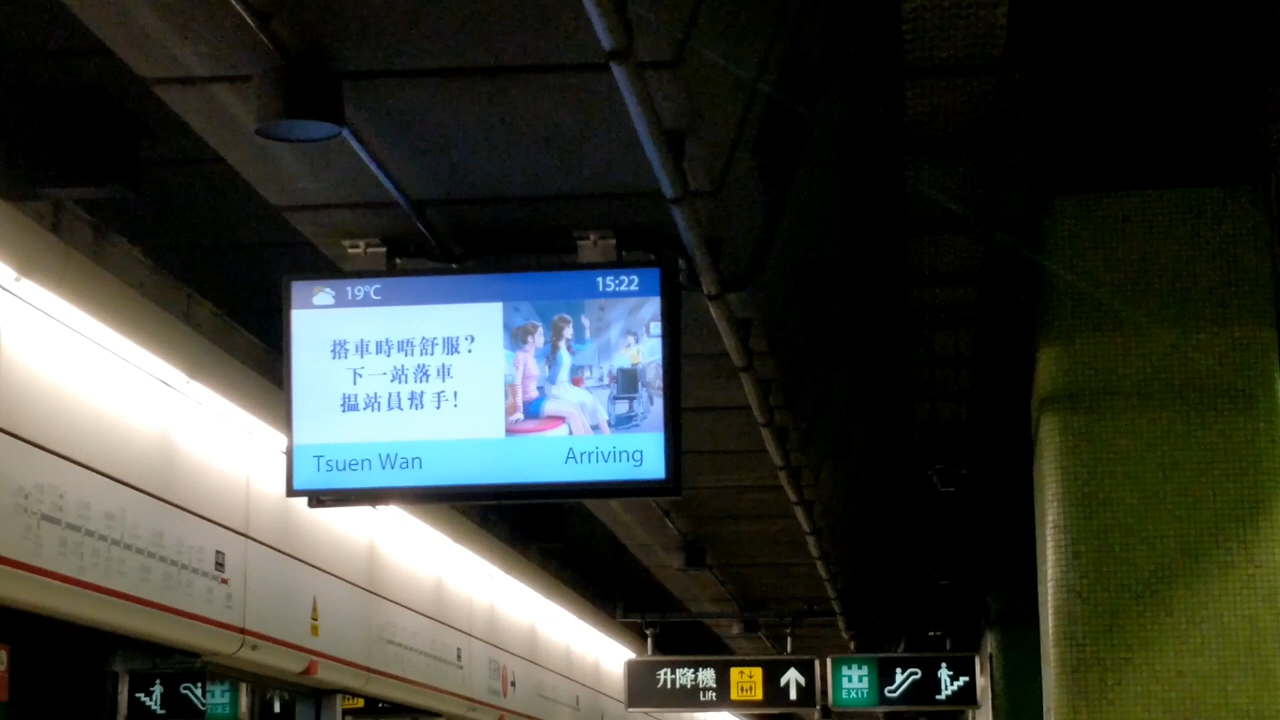 19°C
15:22
搭車時唔舒服？
下一站落車
搵站員幫手！
Tsuen Wan
Arriving
升降機
Lift
出
EXIT